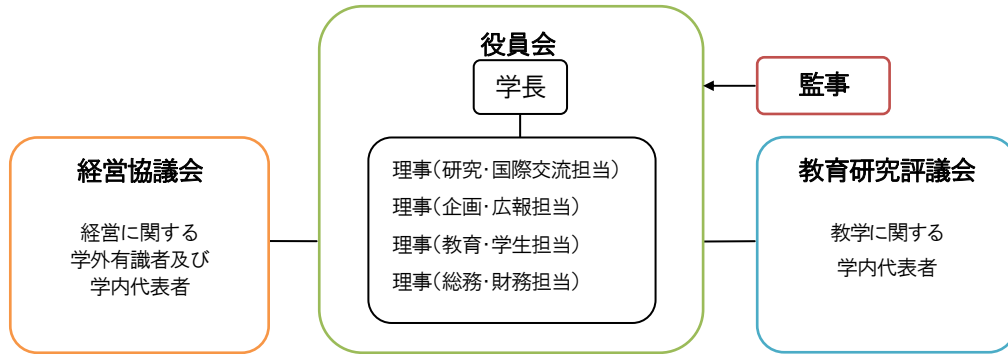 役員会
学長
監事
経営協議会
経営に関する
学外有識者及び
学内代表者
理事（研究・国際交流担当）
理事（企画・広報担当）
理事（教育・学生担当）
理事（総務・財務担当）
教育研究評議会
教学に関する
学内代表者